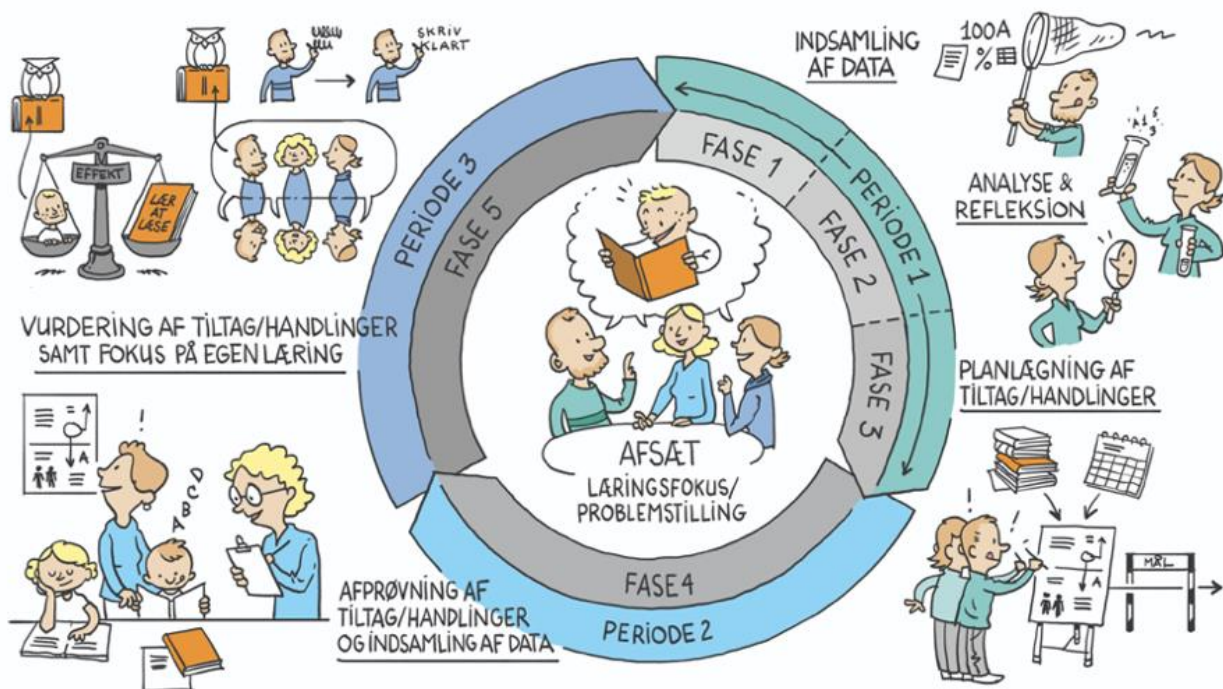 INDSAMLING
AF DATA
100A
%
ANALYSE &
REFLEKSION
PLANLÆGNING AF
TILTAG/HANDLINGER
MÅL
A
AFPRØVNING AF
TILTAG/HANDLINGER
OG INDSAMLING AF DATA
A B C D
A
VURDERING AF TILTAG/HANDLINGER
SAMT FOKUS PÅ EGEN LÆRING
EFFEKT
LÆR
AT
LÆSE
SKRIV
KLART
PERIODE 1
PERIODE 2
PERIODE 3
FASE 1
FASE 2
FASE 3
FASE 4
FASE 5
AFSÆT
LÆRINGSFOKUS/
PROBLEMSTILLING